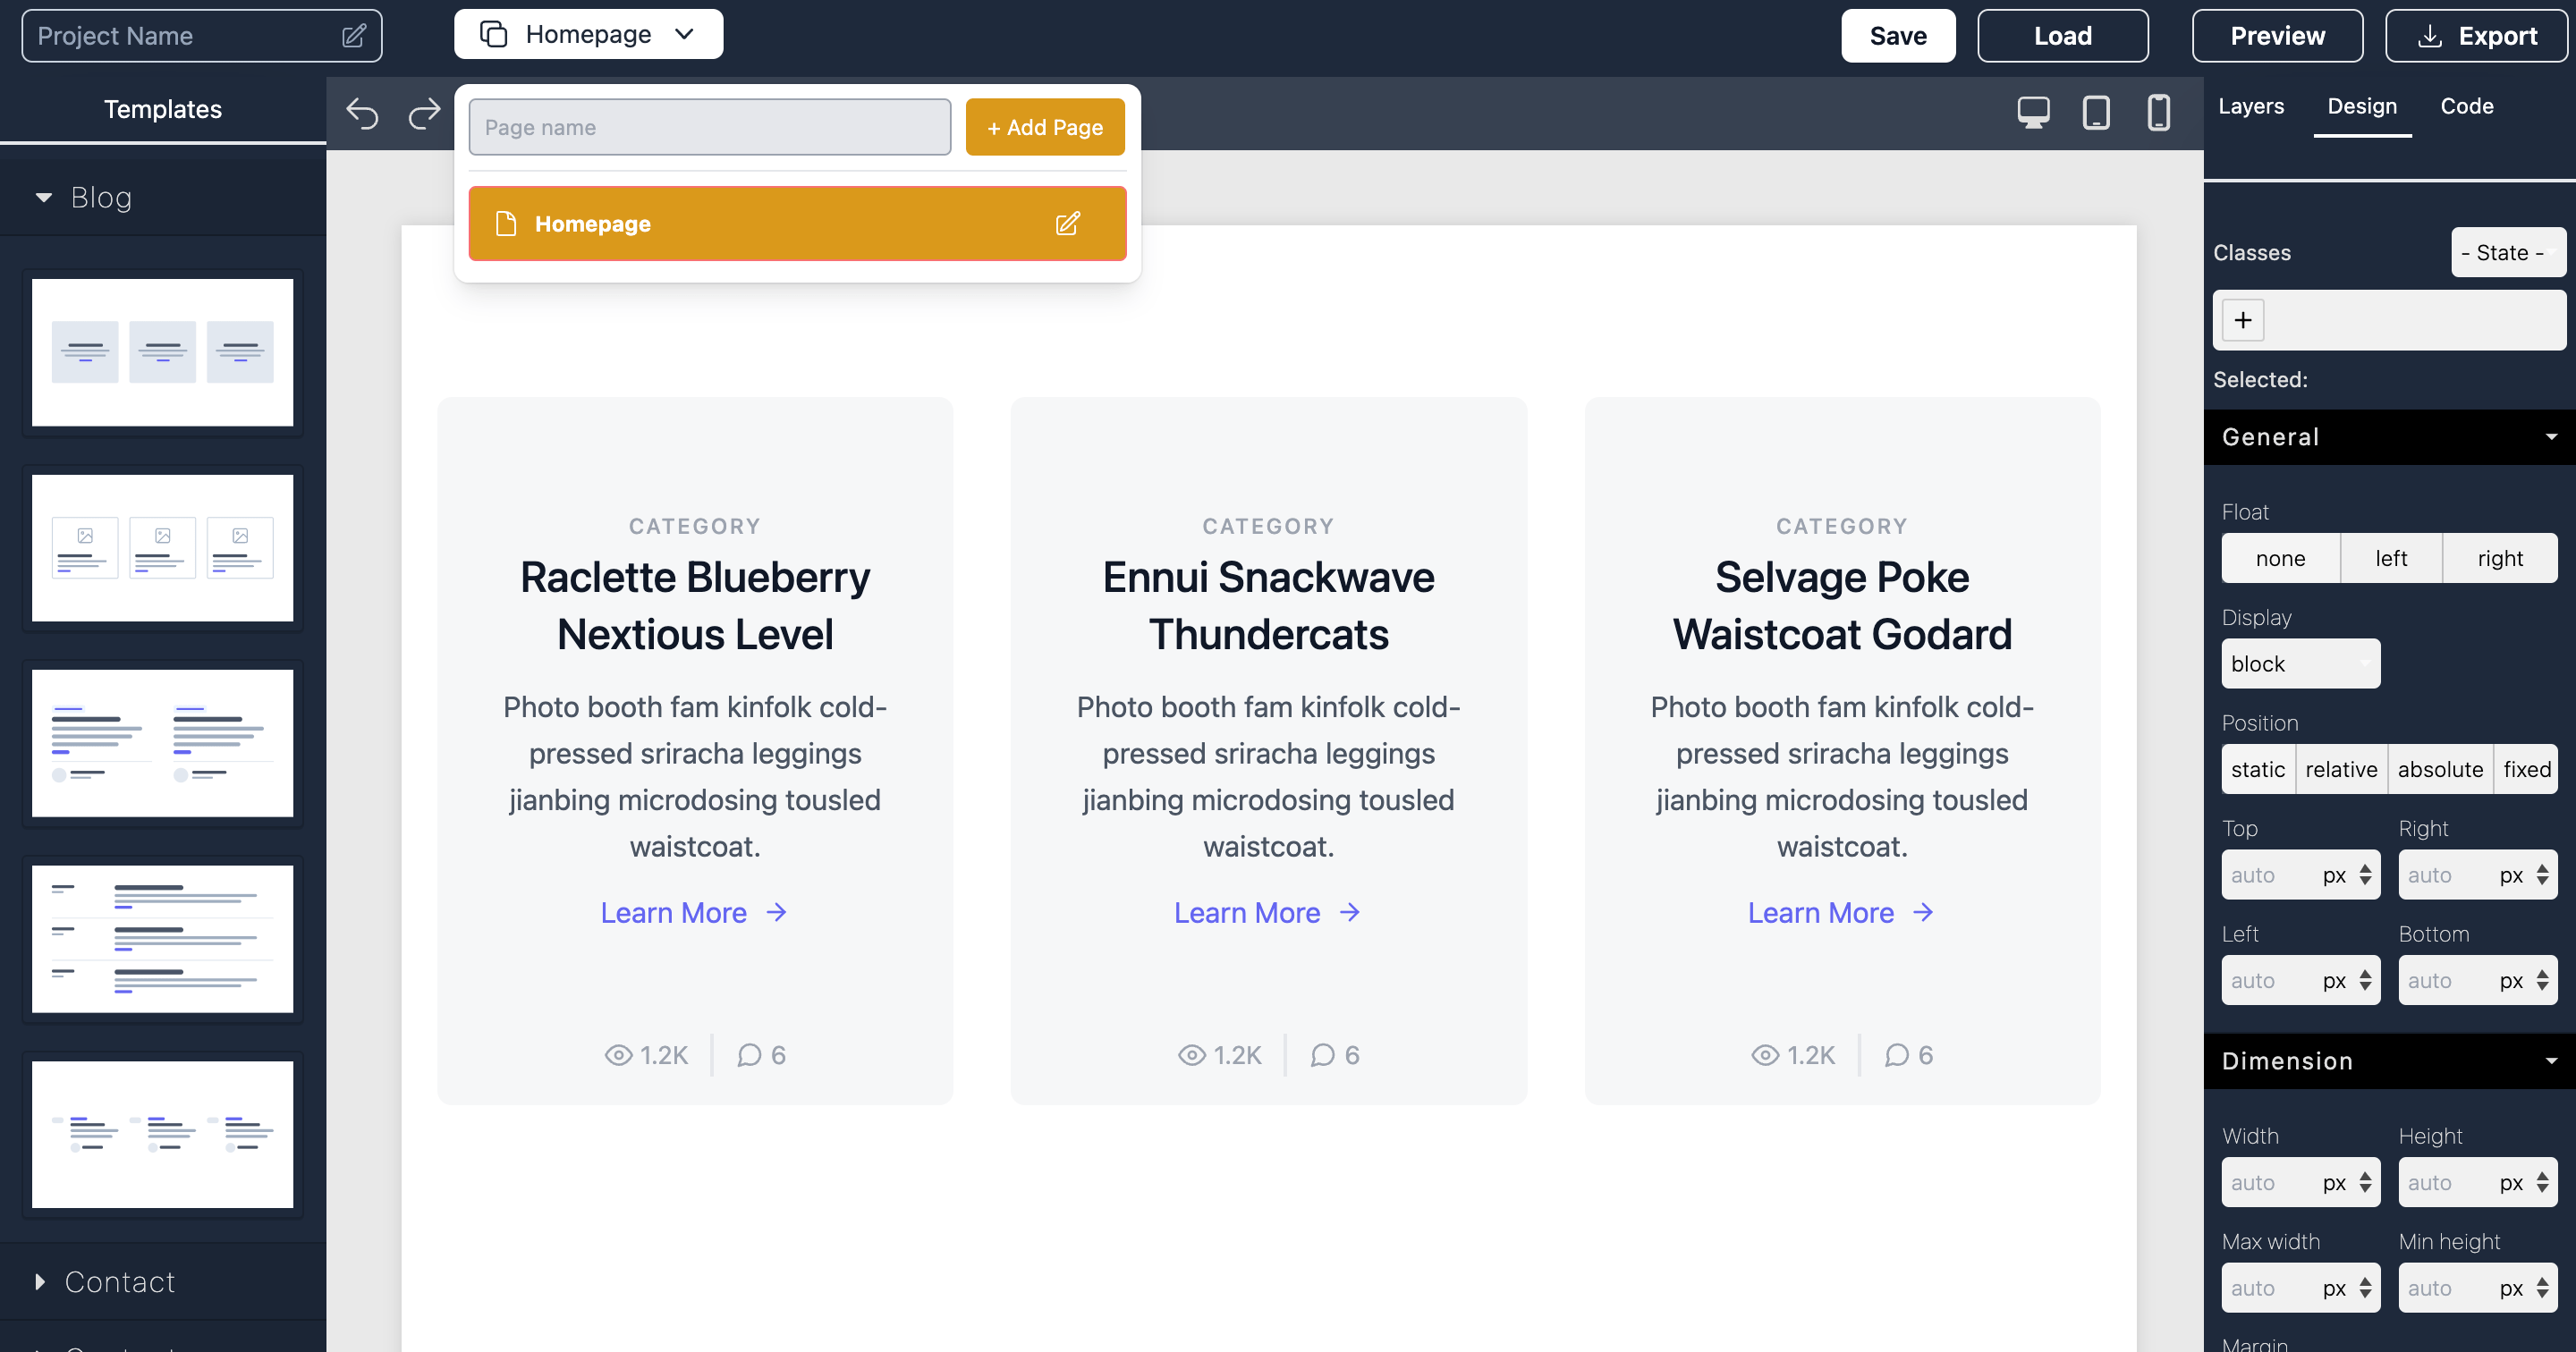 Project Name
Homepage
Save
Load
Preview
Export
Templates
Page name
+ Add Page
Homepage
Layers
Design
Code
Blog
Contact
CATEGORY
Raclette Blueberry
Nextious Level
Photo booth fam kinfolk cold-
pressed sriracha leggings
jianbing microdosing tousled
waistcoat.
Learn More
1.2K
6
CATEGORY
Ennui Snackwave
Thundercats
Photo booth fam kinfolk cold-
pressed sriracha leggings
jianbing microdosing tousled
waistcoat.
Learn More
1.2K
6
CATEGORY
Selvage Poke
Waistcoat Godard
Photo booth fam kinfolk cold-
pressed sriracha leggings
jianbing microdosing tousled
waistcoat.
Learn More
1.2K
6
Classes
- State -
+
Selected:
General
Float
none left right
Display
block
Position
static relative absolute fixed
Top Right
auto px auto px
Left Bottom
auto px auto px
Dimension
Width Height
auto px auto px
Max width Min height
auto px auto px
Margin